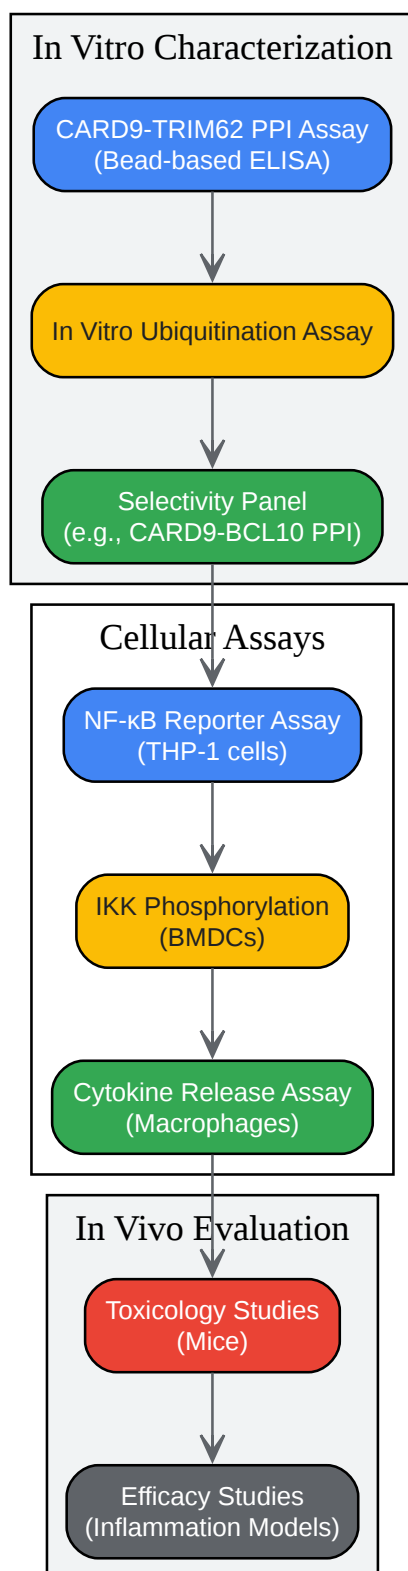 In Vitro Characterization
CARD9-TRIM62 PPI Assay
(Bead-based ELISA)
In Vitro Ubiquitination Assay
Selectivity Panel
(e.g., CARD9-BCL10 PPI)
Cellular Assays
NF-κB Reporter Assay
(THP-1 cells)
IKK Phosphorylation
(BMDCs)
Cytokine Release Assay
(Macrophages)
In Vivo Evaluation
Toxicology Studies
(Mice)
Efficacy Studies
(Inflammation Models)